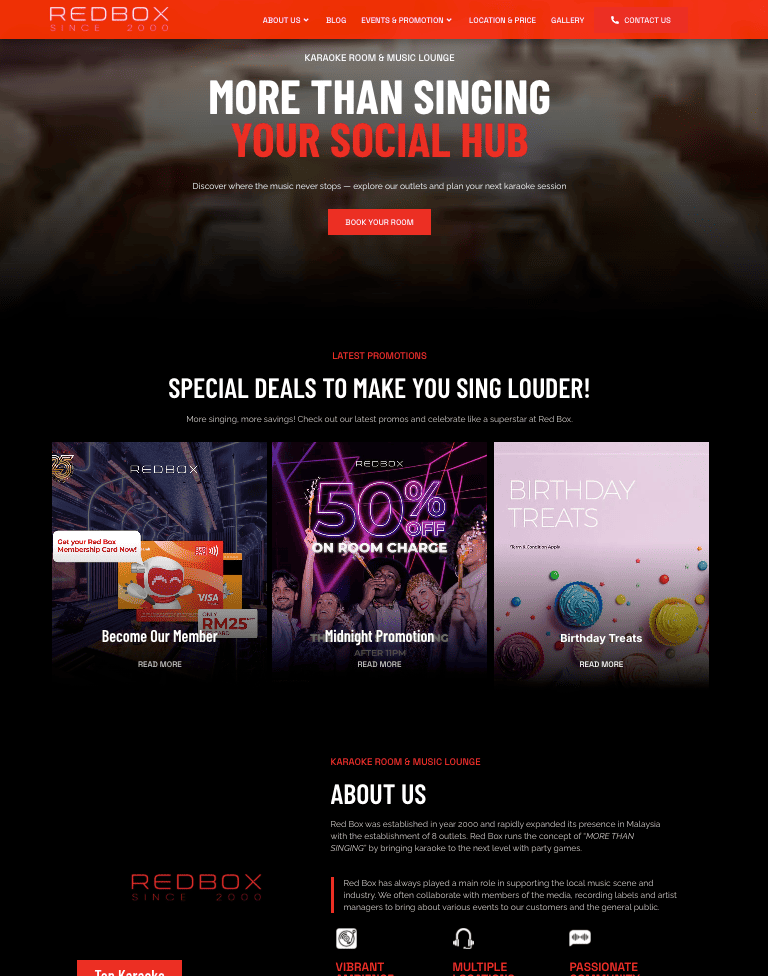 REDBOX
SINCE 2000
ABOUT US
BLOG
EVENTS & PROMOTION
LOCATION & PRICE
GALLERY
CONTACT US
KARAOKE ROOM & MUSIC LOUNGE
MORE THAN SINGING
YOUR SOCIAL HUB
Discover where the music never stops — explore our outlets and plan your next karaoke session
BOOK YOUR ROOM
LATEST PROMOTIONS
SPECIAL DEALS TO MAKE YOU SING LOUDER!
More singing, more savings! Check out our latest promos and celebrate like a superstar at Red Box.
25
REDBOX
Get your Red Box
Membership Card Now!
VISA
ONLY
RM25
Become Our Member
READ MORE
REDBOX
50% OFF
ON ROOM CHARGE
Midnight Promotion
AFTER 11PM
READ MORE
BIRTHDAY
TREATS
*Term & Condition Apply
Birthday Treats
READ MORE
KARAOKE ROOM & MUSIC LOUNGE
ABOUT US
Red Box was established in year 2000 and rapidly expanded its presence in Malaysia
with the establishment of 8 outlets. Red Box runs the concept of "MORE THAN
SINGING" by bringing karaoke to the next level with party games.
REDBOX
SINCE 2000
Red Box has always played a main role in supporting the local music scene and
industry. We often collaborate with members of the media, recording labels and artist
managers to bring about various events to our customers and the general public.
Top Karaoke
VIBRANT
MULTIPLE
PASSIONATE